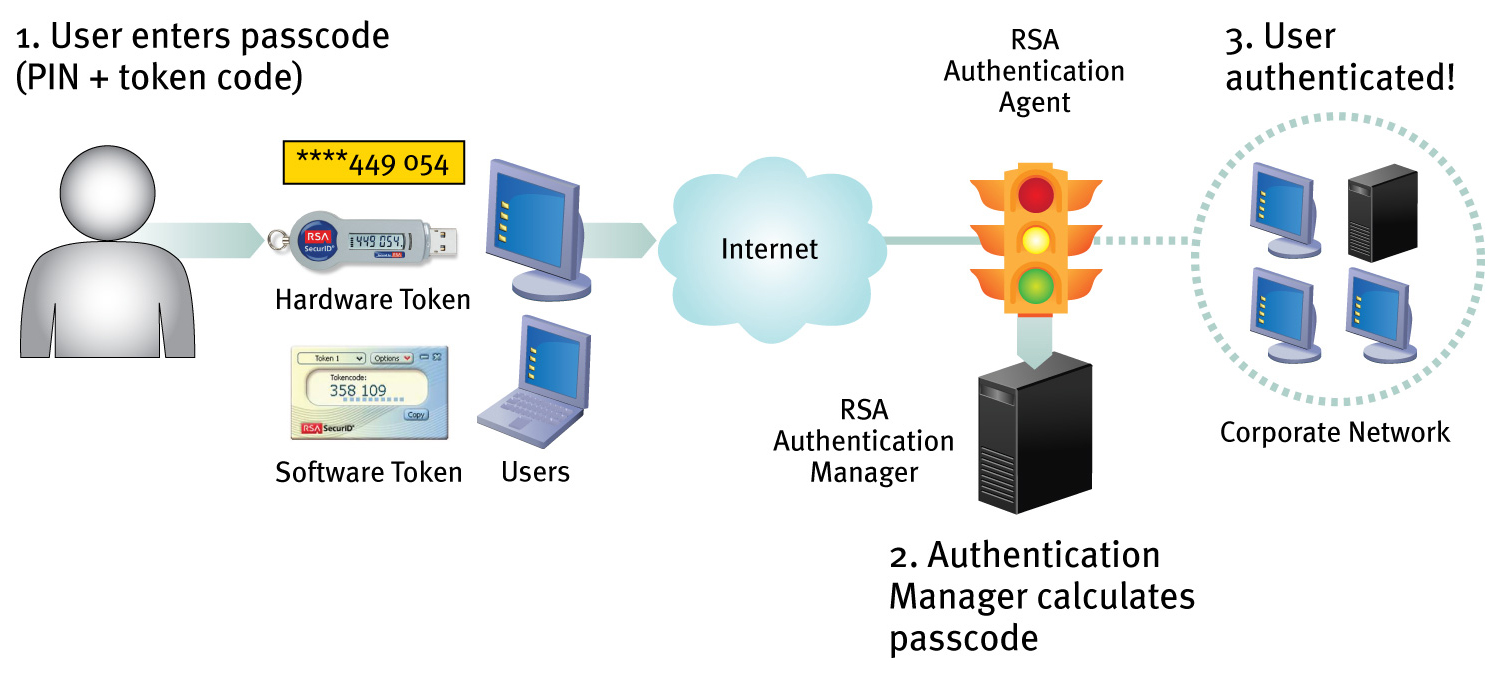 1. User enters passcode
(PIN + token code)
****449 054
RSA
SecurID®
449 054.
Hardware Token
Token 1
Options
Tokencode:
358 109
Copy
RSA SecurID®
Software Token
Users
Internet
RSA
Authentication
Agent
RSA
Authentication
Manager
2. Authentication
Manager calculates
passcode
3. User
authenticated!
Corporate Network